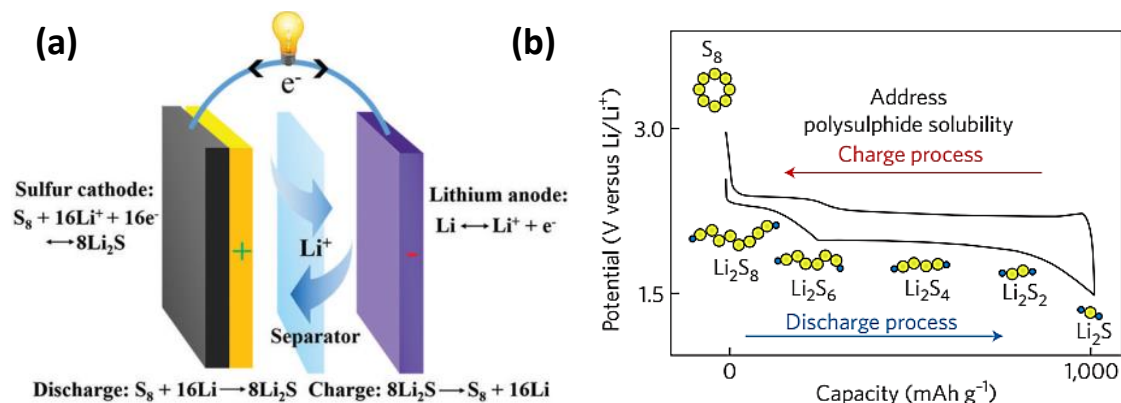 (a)
e⁻
Sulfur cathode:
S₈ + 16Li⁺ + 16e⁻
↔8Li₂S
+
Li⁺
Separator
-
Lithium anode:
Li ↔ Li⁺ + e⁻
Discharge: S₈ + 16Li→8Li₂S Charge: 8Li₂S→S₈ + 16Li
(b)
Potential (V versus Li/Li⁺)
3.0
1.5
S₈
Address
polysulphide solubility
Charge process
Li₂S₈
Li₂S₆
Li₂S₄
Li₂S₂
Li₂S
Discharge process
0
1,000
Capacity (mAh g⁻¹)